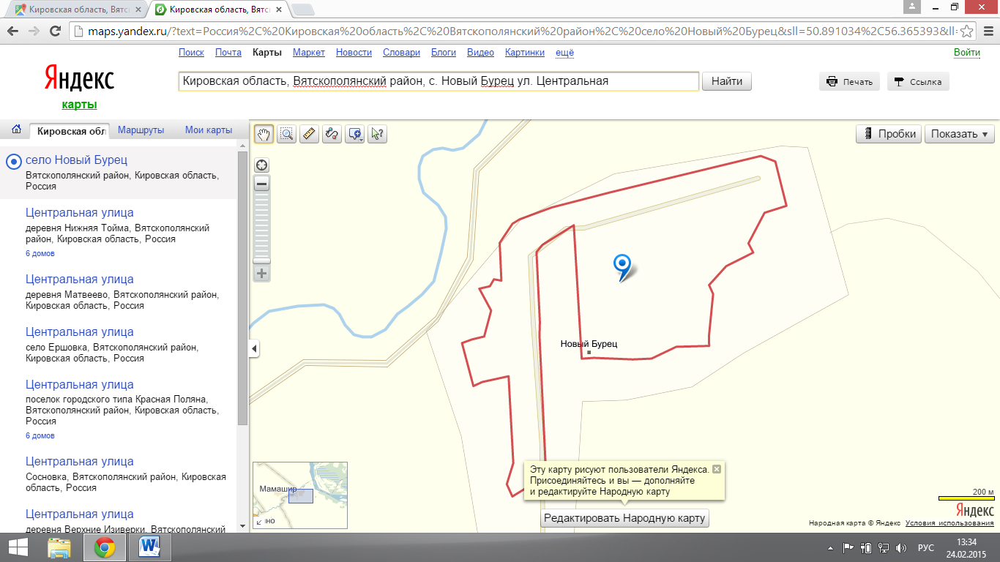 Кировская область, Вятс
Кировская область, Вятс
maps.yandex.ru/?text=Россия%2C%20Кировская%20область%2C%20Вятскополянский%20район%2C%20село%20Новый%20Бурец&sll=50.891034%2C56.365393&ll
Поиск Почта Карты Маркет Новости Словари Блоги Видео Картинки ещё Войти
Яндекс
карты
Кировская область, Вятскополянский район, с. Новый Бурец ул. Центральная Найти Печать Ссылка
Кировская обл Маршруты Мои карты
Пробки Показать
село Новый Бурец
Вятскополянский район, Кировская область,
Россия
Центральная улица
деревня Нижняя Тойма, Вятскополянский
район, Кировская область, Россия
6 домов
Центральная улица
деревня Матвеево, Вятскополянский район,
Кировская область, Россия
Центральная улица
село Ершовка, Вятскополянский район,
Кировская область, Россия
Центральная улица
поселок городского типа Красная Поляна,
Вятскополянский район, Кировская область,
Россия
6 домов
Центральная улица
Сосновка, Вятскополянский район, Кировская
область, Россия
Центральная улица
деревня Верхние Изиверки, Вятскополянский
Новый Бурец
Мамашир
но
Эту карту рисуют пользователи Яндекса.
Присоединяйтесь и вы — дополняйте
и редактируйте Народную карту
Редактировать Народную карту
200 м
Яндекс
Народная карта © Яндекс Условия использования
РУС
13:34
24.02.2015